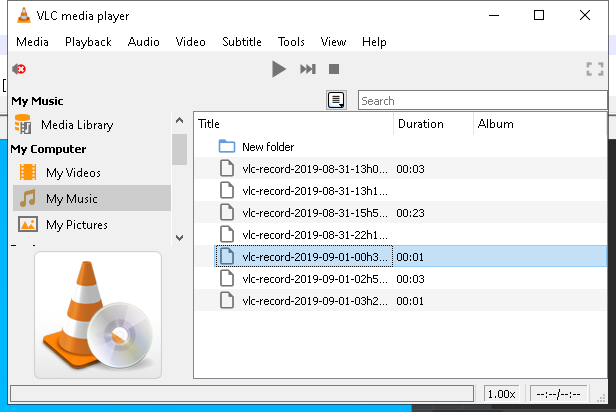 VLC media player
Media Playback Audio Video Subtitle Tools View Help
My Music
Search
Media Library
Title Duration Album
My Computer
New folder
My Videos
vlc-record-2019-08-31-13h0... 00:03
My Music
vlc-record-2019-08-31-13h1...
My Pictures
vlc-record-2019-08-31-15h5... 00:23
vlc-record-2019-08-31-22h1...
vlc-record-2019-09-01-00h3... 00:01
vlc-record-2019-09-01-02h5... 00:03
vlc-record-2019-09-01-03h2... 00:01
1.00x --:--/--:--